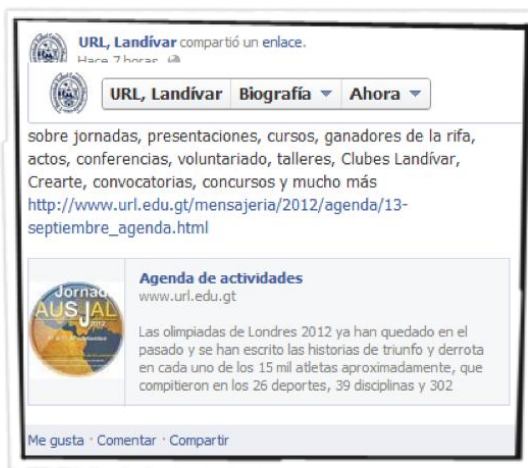 URL, Landívar compartió un enlace.
Hace 7 horas
URL, Landívar Biografía Ahora
sobre jornadas, presentaciones, cursos, ganadores de la rifa,
actos, conferencias, voluntariado, talleres, Clubes Landívar,
Crearte, convocatorias, concursos y mucho más
http://www.url.edu.gt/mensajeria/2012/agenda/13-
septiembre_agenda.html
Jornad
AUSJAL
2012
Agenda de actividades
www.url.edu.gt
Las olimpiadas de Londres 2012 ya han quedado en el
pasado y se han escrito las historias de triunfo y derrota
en cada uno de los 15 mil atletas aproximadamente, que
compitieron en los 26 deportes, 39 disciplinas y 302
Me gusta · Comentar · Compartir